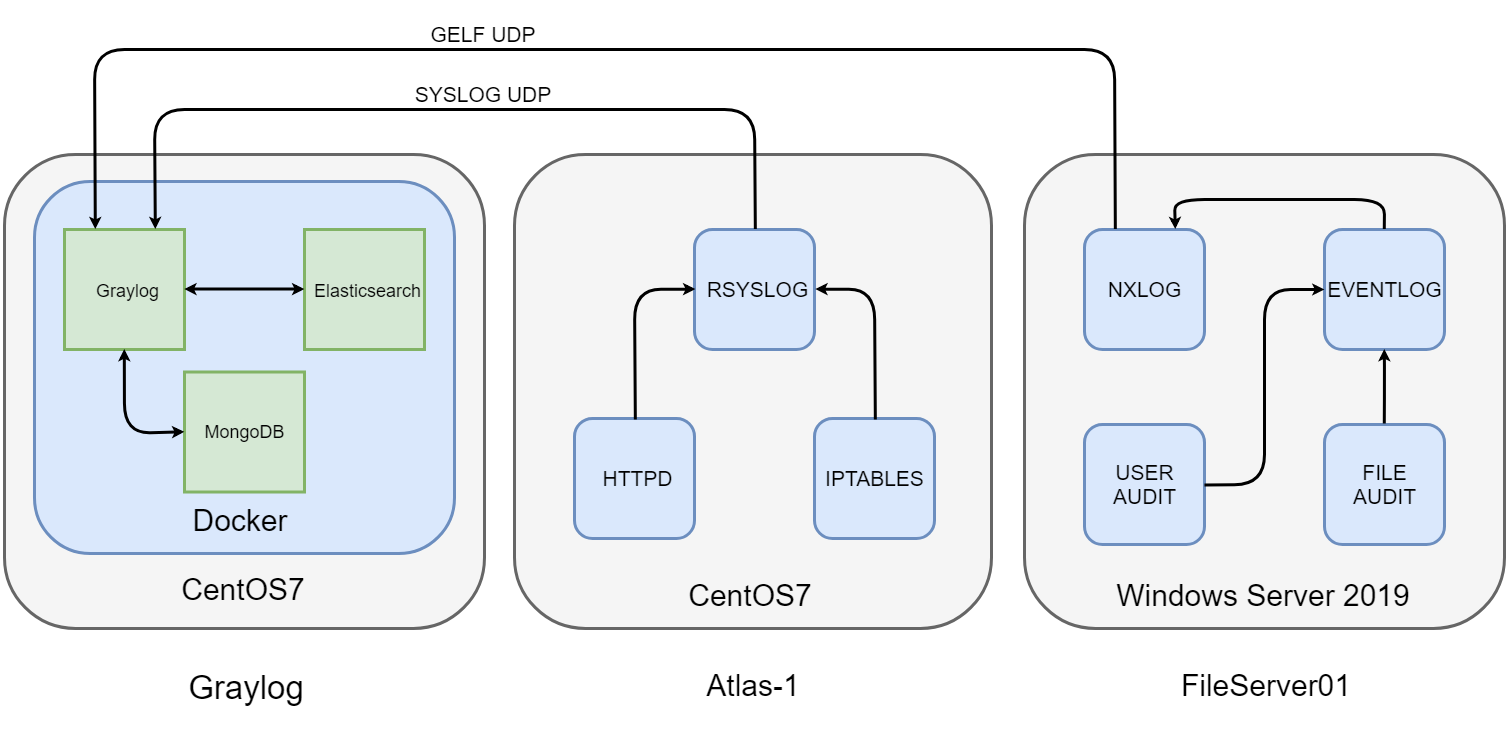 GELF UDP
SYSLOG UDP
Graylog
Elasticsearch
MongoDB
Docker
CentOS7
Graylog
RSYSLOG
HTTPD
IPTABLES
CentOS7
Atlas-1
NXLOG
EVENTLOG
USER
AUDIT
FILE
AUDIT
Windows Server 2019
FileServer01